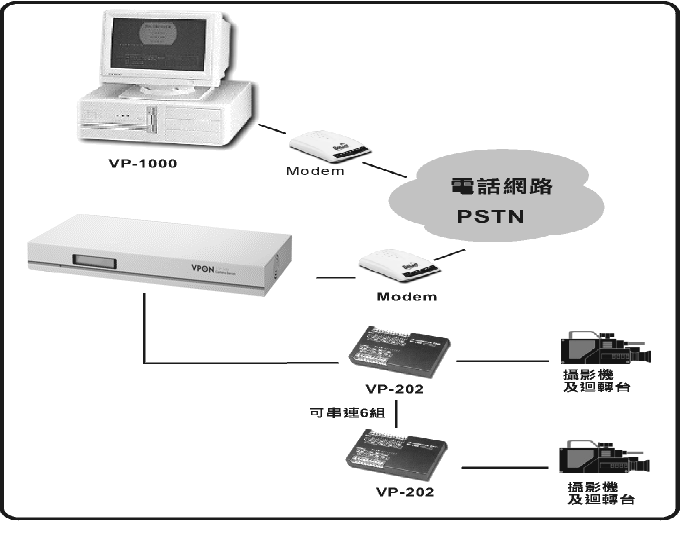 VP-1000
Modem
電話網路
PSTN
VPON
Modem
VP-202
攝影機
及迴轉台
可串連6組
VP-202
攝影機
及迴轉台